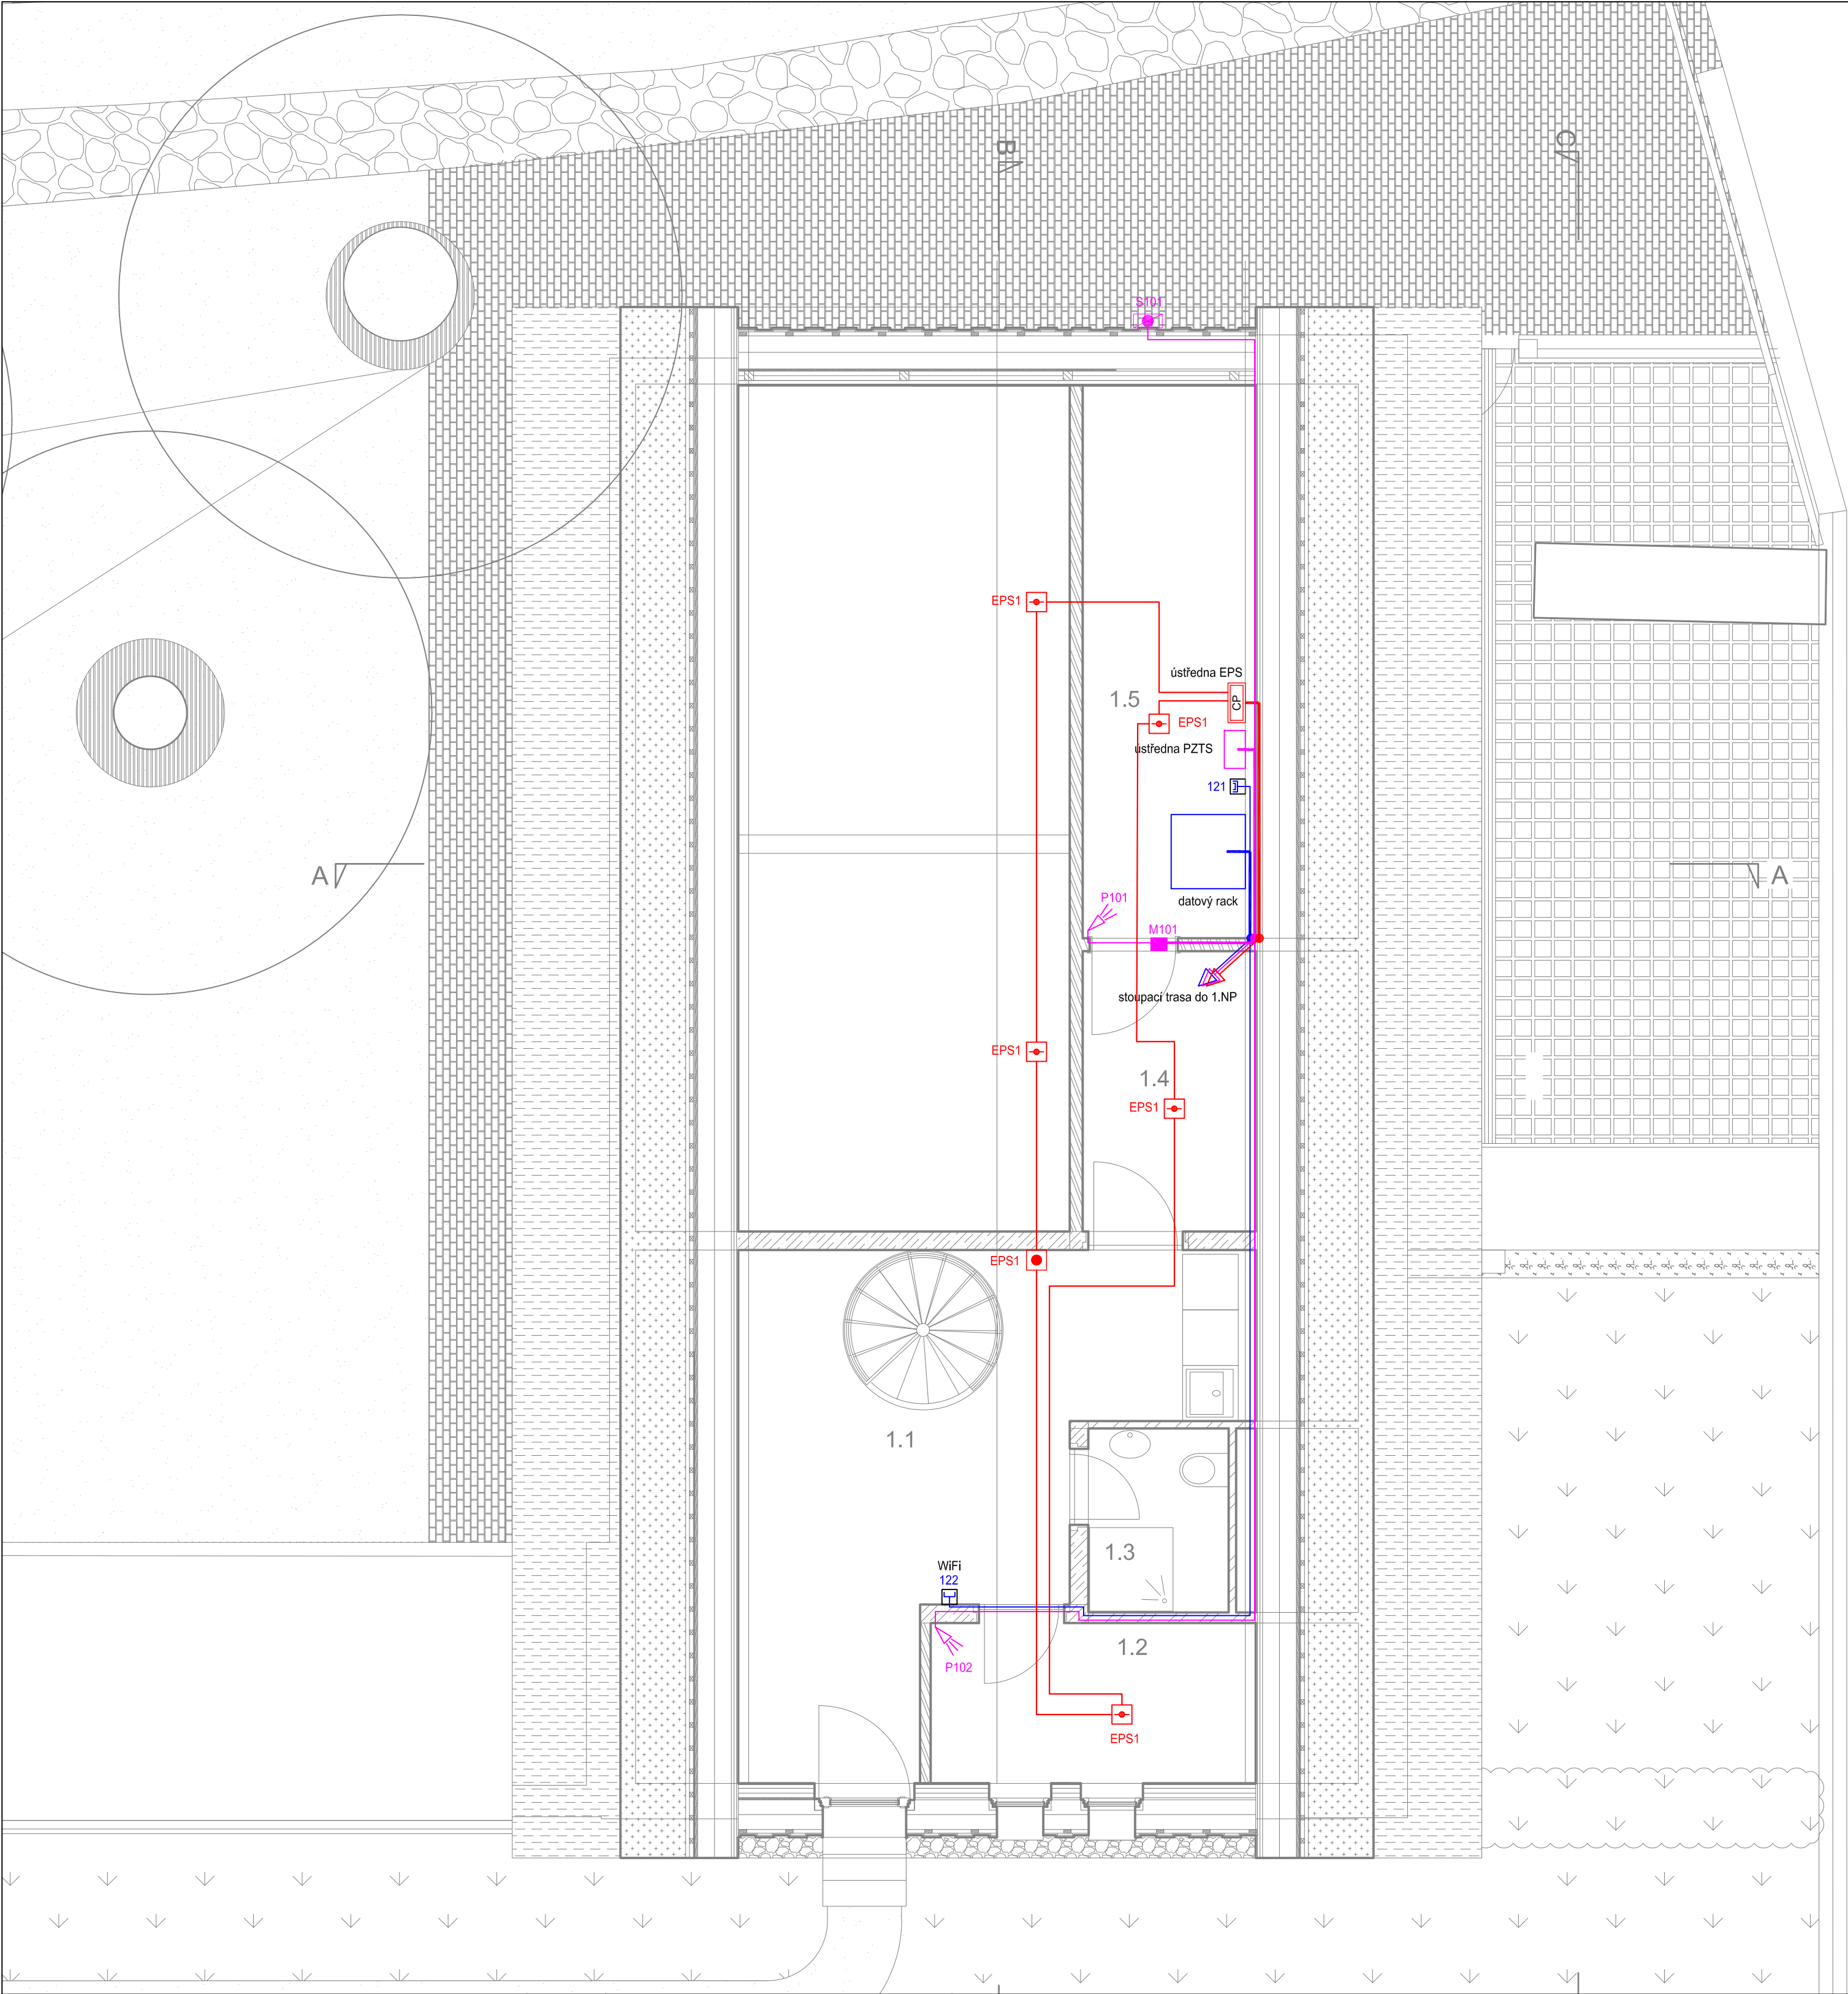 B
C
S101
EPS1
ústředna EPS
CP
1.5
EPS1
ústředna PZTS
121
A
A
P101
datový rack
M101
stoupací trasa do 1.NP
EPS1
1.4
EPS1
EPS1
1.1
1.3
WiFi
122
1.2
P102
EPS1